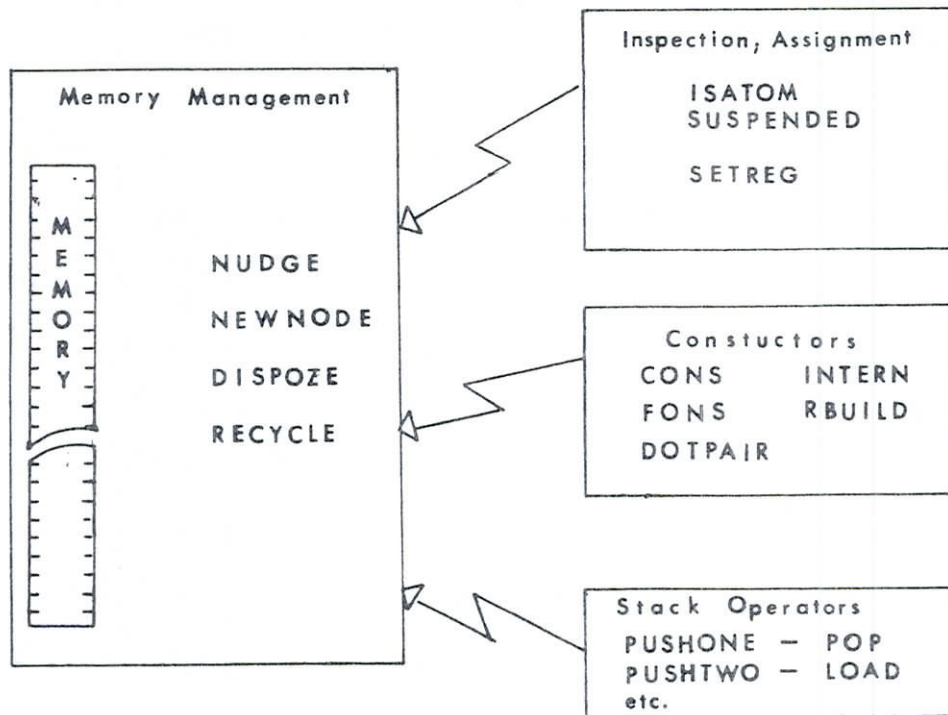 Memory Management
MEMORY
NUDGE
NEWNODE
DISPOZE
RECYCLE
Inspection, Assignment
ISATOM
SUSPENDED
SETREG
Constuctors
CONS INTERN
FONS RBUILD
DOTPAIR
Stack Operators
PUSHONE — POP
PUSHTWO — LOAD
etc.